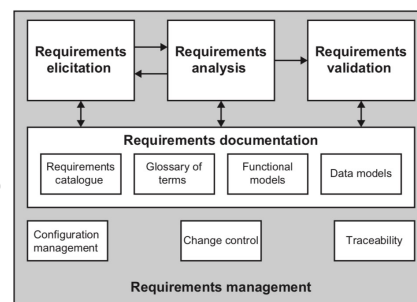 Requirements
elicitation
Requirements
analysis
Requirements
validation
Requirements documentation
Requirements
catalogue
Glossary of
terms
Functional
models
Data models
Configuration
management
Change control
Traceability
Requirements management